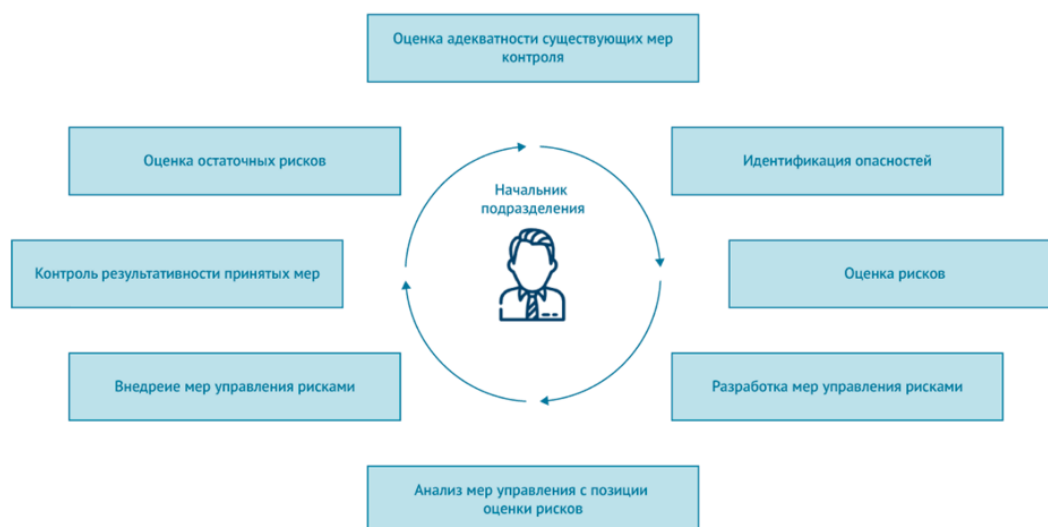 Оценка адекватности существующих мер
контроля
Оценка остаточных рисков
Идентификация опасностей
Начальник
подразделения
Контроль результативности принятых мер
Оценка рисков
Внедреие мер управления рисками
Разработка мер управления рисками
Анализ мер управления с позиции
оценки рисков